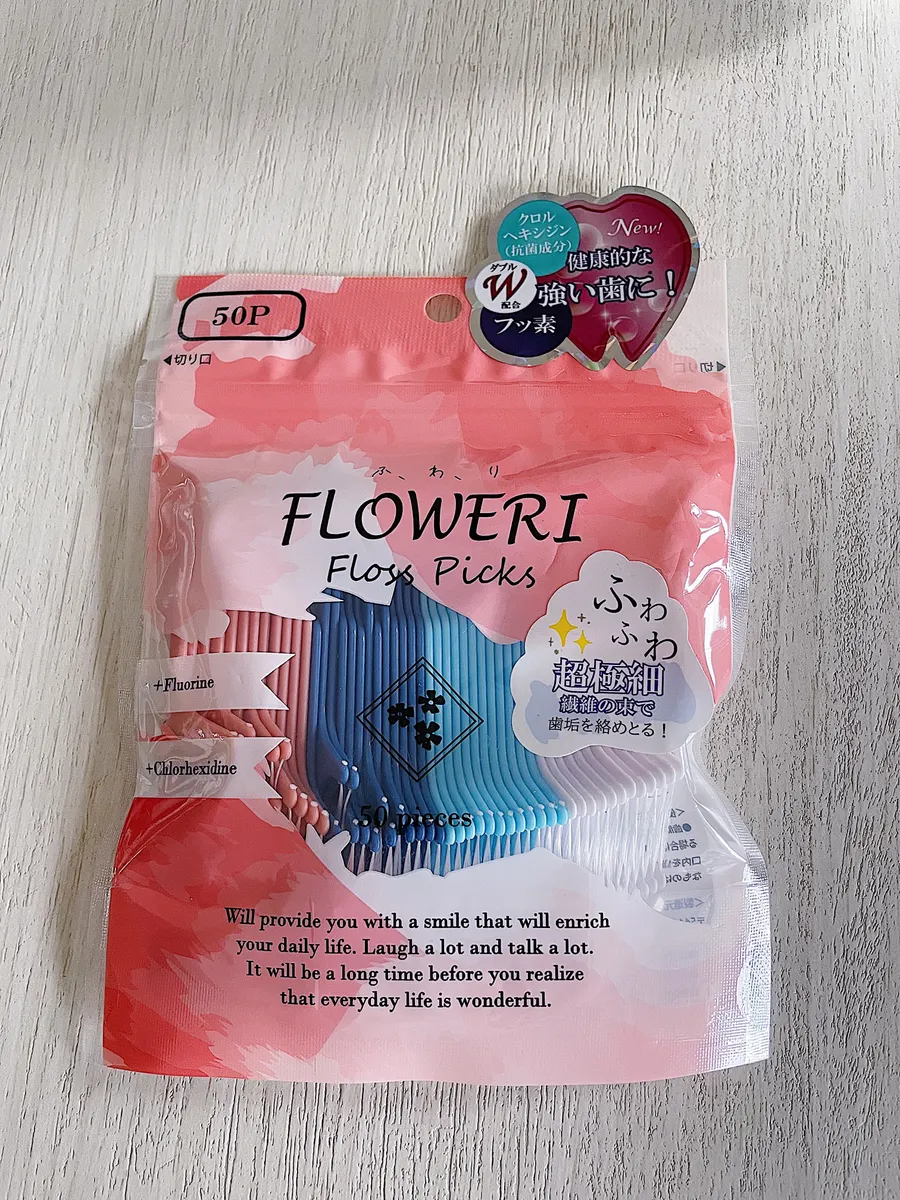 クロル
ヘキシジン
(抗菌成分)
New!
健康的な
強い歯に!
ダブル
W
配合
フッ素
50P
◀切り口
切り口
ふ、わ、り
FLOWERI
Floss Picks
ふわ
ふわ
超極細
繊維の束で
歯垢を絡めとる!
+Fluorine
+Chlorhexidine
50 pieces
Will provide you with a smile that will enrich
your daily life. Laugh a lot and talk a lot.
It will be a long time before you realize
that everyday life is wonderful.